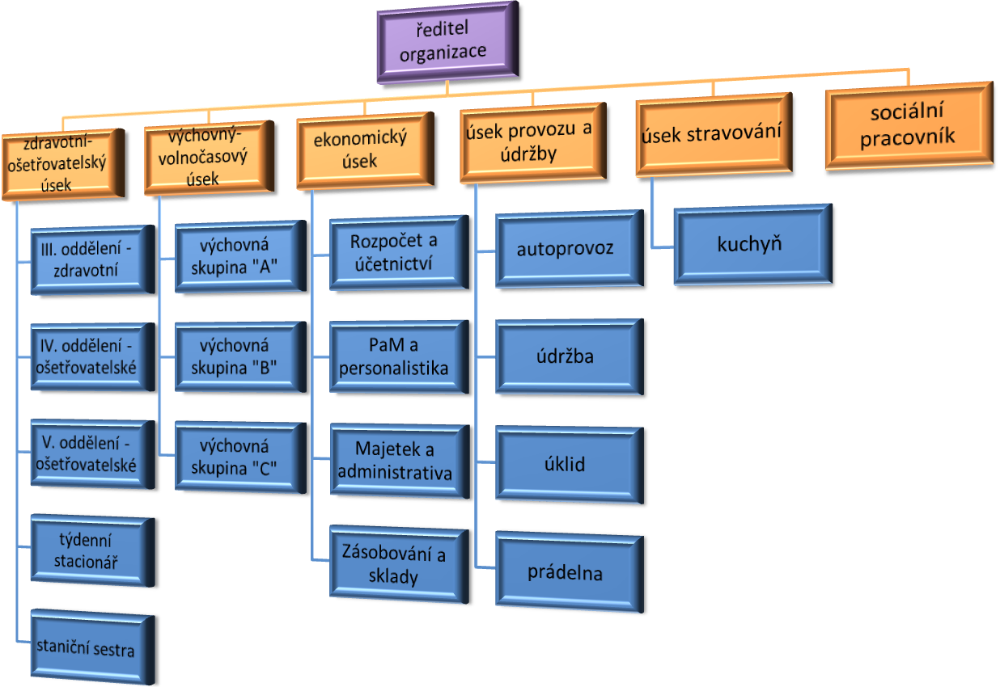 ředitel
organizace
zdravotní-
ošetřovatelský
úsek
výchovný-
volnočasový
úsek
ekonomický
úsek
úsek provozu a
údržby
úsek stravování
sociální
pracovník
III. oddělení -
zdravotní
IV. oddělení -
ošetřovatelské
V. oddělení -
ošetřovatelské
týdenní
stacionář
staniční sestra
výchovná
skupina "A"
výchovná
skupina "B"
výchovná
skupina "C"
Rozpočet a
účetnictví
PaM a
personalistika
Majetek a
administrativa
Zásobování a
sklady
autoprovoz
údržba
úklid
prádelna
kuchyň